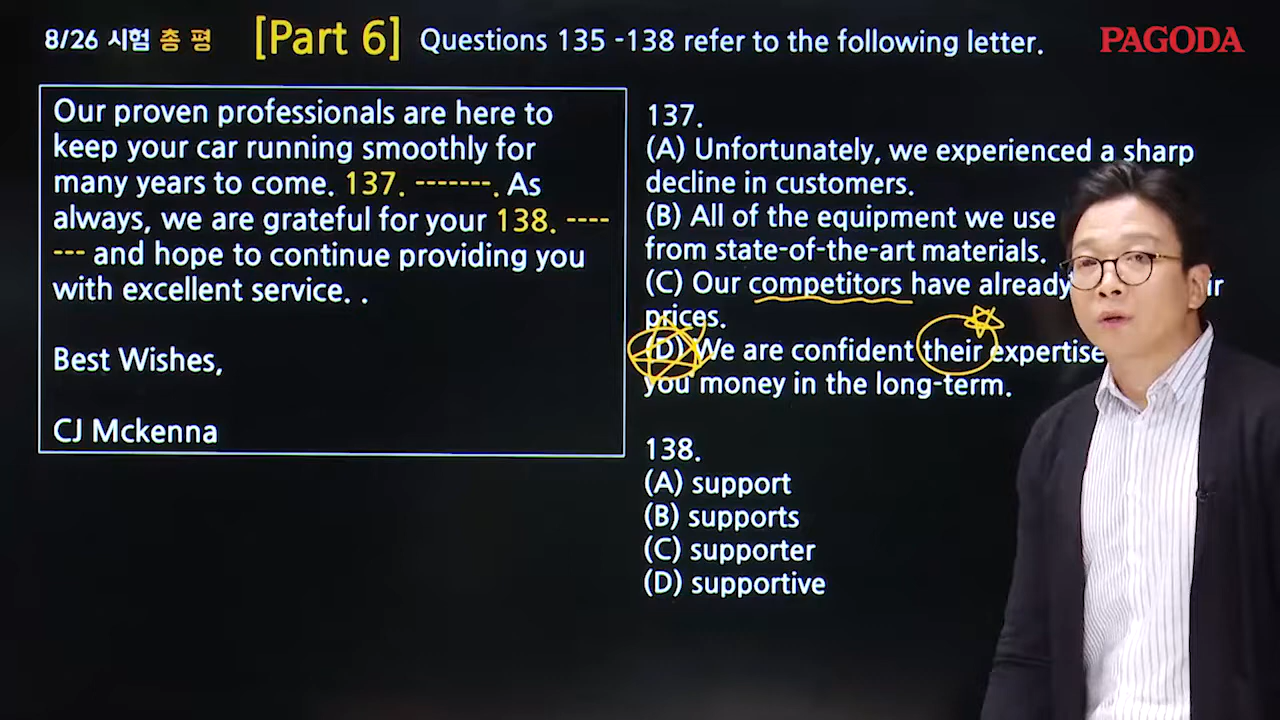 8/26 시험 총 평 [Part 6] Questions 135 -138 refer to the following letter.
PAGODA
Our proven professionals are here to
keep your car running smoothly for
many years to come. 137. -------. As
always, we are grateful for your 138. ----
--- and hope to continue providing you
with excellent service. .
Best Wishes,
CJ Mckenna
137.
(A) Unfortunately, we experienced a sharp
decline in customers.
(B) All of the equipment we use
from state-of-the-art materials.
(C) Our competitors have already
prices.
(D) We are confident their expertise
you money in the long-term.
138.
(A) support
(B) supports
(C) supporter
(D) supportive